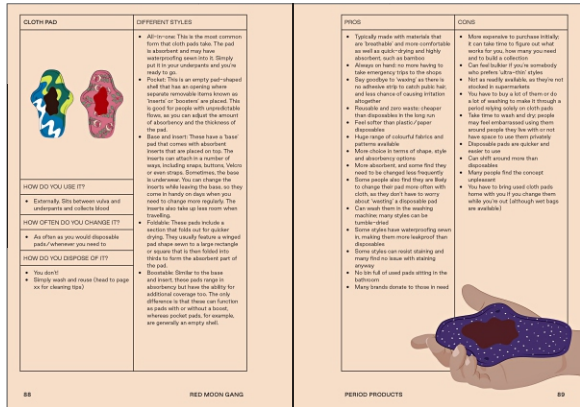 CLOTH PAD
HOW DO YOU USE IT?
• Externally. Sits between vulva and
underpants and collects blood
HOW OFTEN DO YOU CHANGE IT?
• As often as you would disposable
pads/whenever you need to
HOW DO YOU DISPOSE OF IT?
• You don't!
• Simply wash and reuse (head to page
xx for cleaning tips)
DIFFERENT STYLES
• All-in-one: This is the most common
form that cloth pads take. The pad
is absorbent and may have
waterproofing sewn into it. Simply
put it in your underpants and you're
ready to go.
• Pocket: This is an empty pad-shaped
shell that has an opening where
separate removable items known as
'inserts' or 'boosters' are placed. This
is good for people with unpredictable
flows, as you can adjust the amount
of absorbency and the thickness of
the pad.
• Base and insert: These have a 'base'
pad that comes with absorbent
inserts that are placed on top. The
inserts can attach in a number of
ways, including snaps, buttons, Velcro
or even straps. Sometimes, the base
is underwear. You can change the
inserts while leaving the base, so they
come in handy on days when you
need to change more regularly. The
inserts also take up less room when
travelling.
• Foldable: These pads include a
section that folds out for quicker
drying. They usually feature a winged
pad shape sewn to a large rectangle
or square that is then folded into
thirds to form the absorbent part of
the pad.
• Boostable: Similar to the base
and insert, these pads range in
absorbency but have the ability for
additional coverage too. The only
difference is that these can function
as pads with or without a boost,
whereas pocket pads, for example,
are generally an empty shell.
88
RED MOON GANG
PROS
• Typically made with materials that
are 'breathable' and more comfortable
as well as quick-drying and highly
absorbent, such as bamboo
• Always on hand: no more having to
take emergency trips to the shops
• Say goodbye to 'waxing' as there is
no adhesive strip to catch pubic hair,
and less chance of causing irritation
altogether
• Reusable and zero waste: cheaper
than disposables in the long run
• Feel softer than plastic/paper
disposables
• Huge range of colourful fabrics and
patterns available
• More choice in terms of shape, style
and absorbency options
• More absorbent, and some find they
need to be changed less frequently
• Some people also find they are likely
to change their pad more often with
cloth, as they don't have to worry
about 'wasting' a disposable pad
• Can wash them in the washing
machine; many styles can be
tumble-dried
• Some styles have waterproofing sewn
in, making them more leakproof than
disposables
• Some styles can resist staining and
many find no issue with staining
anyway
• No bin full of used pads sitting in the
bathroom
• Many brands donate to those in need
CONS
• More expensive to purchase initially:
it can take time to figure out what
works for you, how many you need
and to build a collection
• Can feel bulkier if you're somebody
who prefers 'ultra-thin' styles
• Not as readily available, as they're not
stocked in supermarkets
• You have to buy a lot of them or do
a lot of washing to make it through a
period relying solely on cloth pads
• Take time to wash and dry; people
may feel embarrassed using them
around people they live with or not
have space to use them privately
• Disposable pads are quicker and
easier to use
• Can shift around more than
disposables
• Many people find the concept
unpleasant
• You have to bring used cloth pads
home with you if you change them
while you're out (although wet bags
are available)
PERIOD PRODUCTS
89